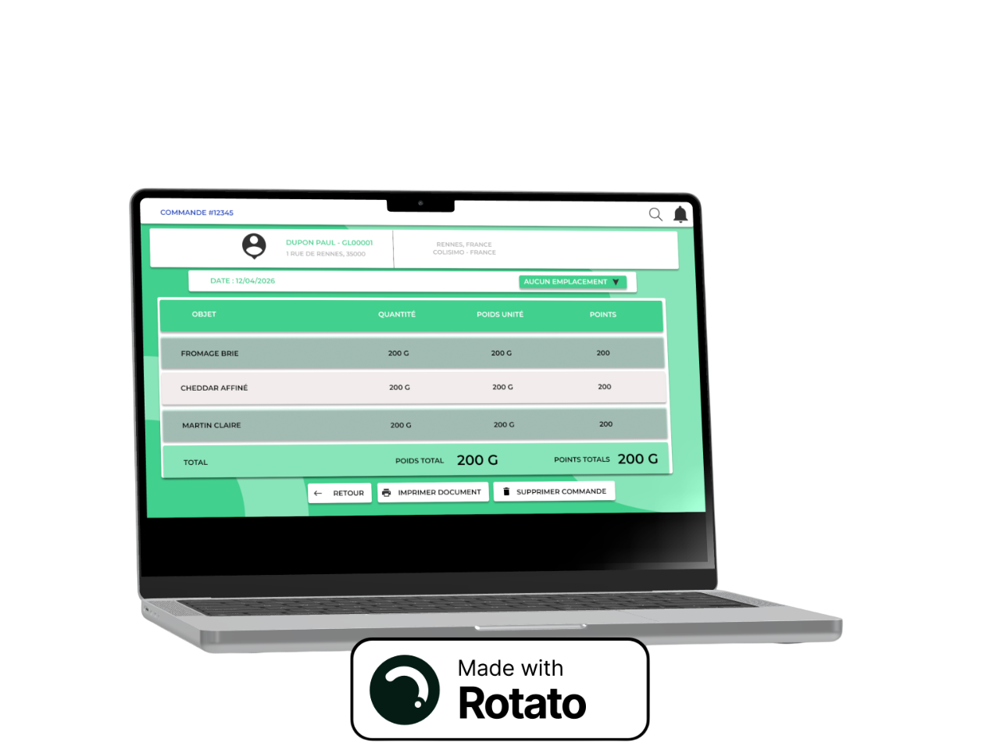 COMMANDE #12345
DUPON PAUL - GL00001
1 RUE DE RENNES, 35000
RENNES, FRANCE
COLISIMO - FRANCE
DATE : 12/04/2026
AUCUN EMPLACEMENT
OBJET QUANTITÉ POIDS UNITÉ POINTS
FROMAGE BRIE 200 G 200 G 200
CHEDDAR AFFINÉ 200 G 200 G 200
MARTIN CLAIRE 200 G 200 G 200
TOTAL POIDS TOTAL 200 G POINTS TOTALS 200 G
RETOUR IMPRIMER DOCUMENT SUPPRIMER COMMANDE
Made with
Rotato